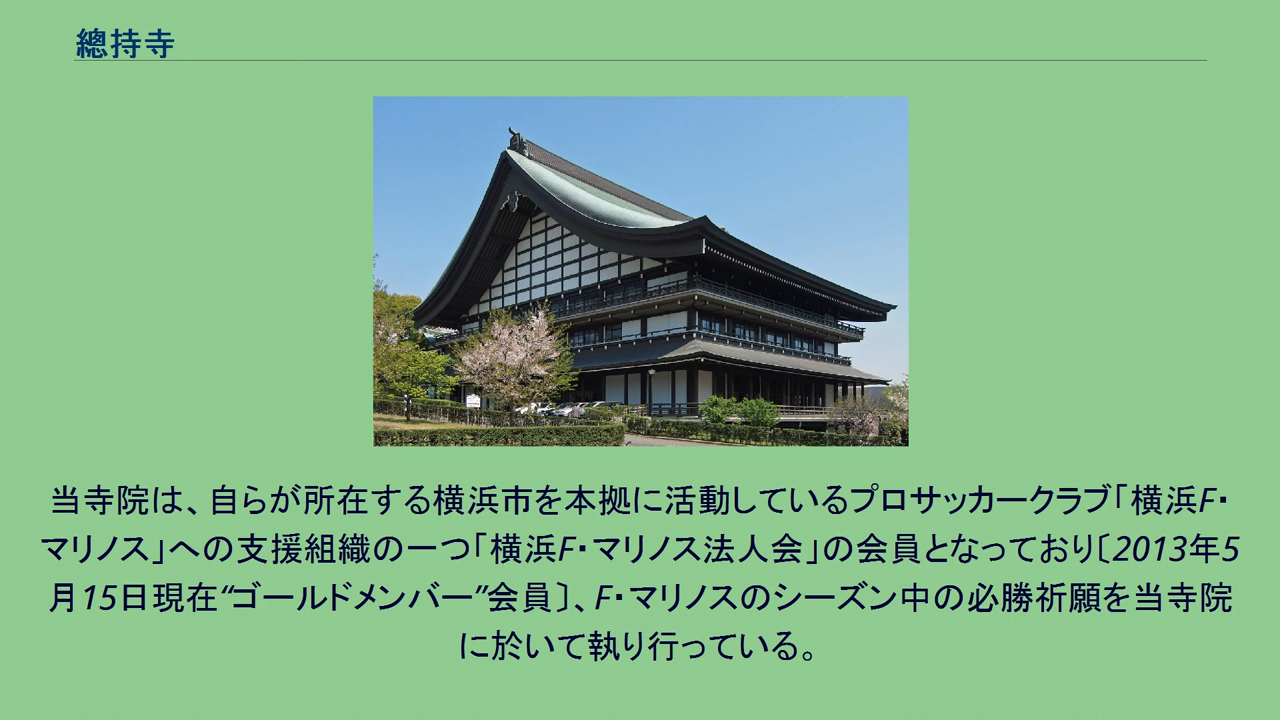 總持寺
当寺院は、自らが所在する横浜市を本拠に活動しているプロサッカークラブ「横浜F・
マリノス」への支援組織の一つ「横浜F・マリノス法人会」の会員となっており〔2013年5
月15日現在“ゴールドメンバー”会員〕、F・マリノスのシーズン中の必勝祈願を当寺院
に於いて執り行っている。